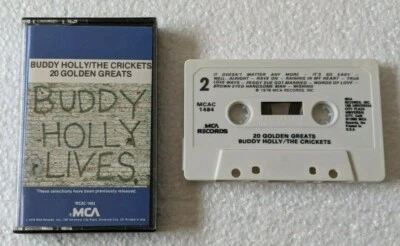 BUDDY HOLLY/THE CRICKETS
20 GOLDEN GREATS
BUDDY
HOLLY
LIVES
These selections have been previously released.
MCA
2
MCAC
1484
IT DOESN'T MATTER ANY MORE - IT'S SO EASY -
WELL, ALRIGHT - RAVE ON - RAINING IN MY HEART - TRUE
LOVE WAYS - PEGGY SUE GOT MARRIED - WORDS OF LOVE -
BROWN EYED HANDSOME MAN - WISHING
MCA RECORDS
20 GOLDEN GREATS
BUDDY HOLLY/THE CRICKETS